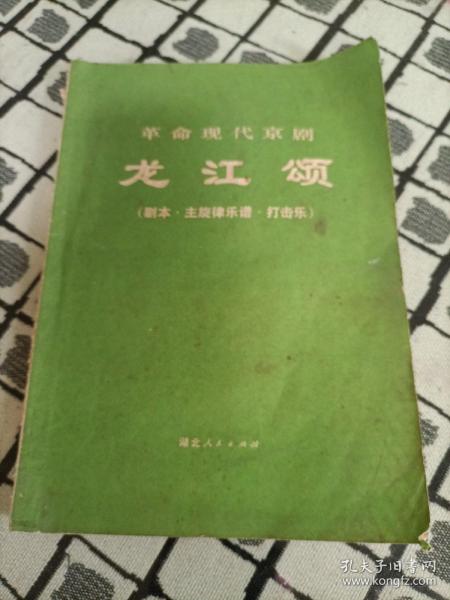 革命现代京剧
龙江颂
（剧本·主旋律乐谱·打击乐）
湖北人民出版社
孔夫子旧书网
www.kongfz.com